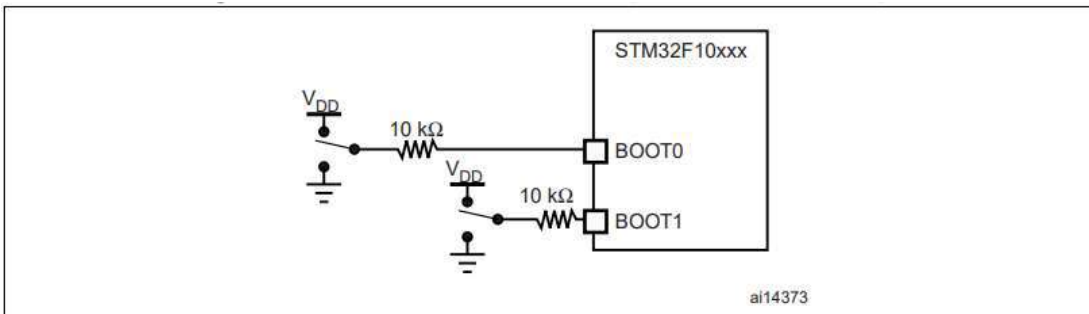 STM32F10xxx
VDD
10 kΩ
BOOT0
VDD
10 kΩ
BOOT1
ai14373